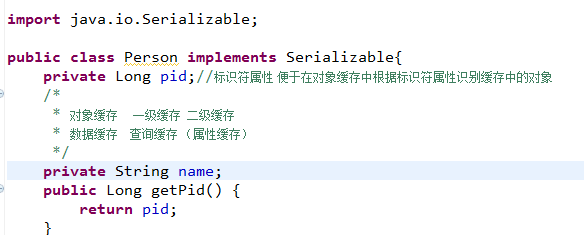 import java.io.Serializable;
public class Person implements Serializable{
private Long pid;//标识符属性 便于在对象缓存中根据标识符属性识别缓存中的对象
/*
* 对象缓存 一级缓存 二级缓存
* 数据缓存 查询缓存（属性缓存）
*/
private String name;
public Long getPid() {
return pid;
}